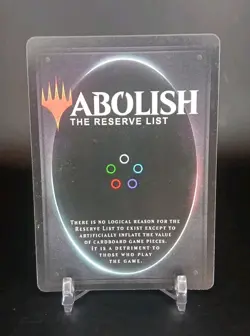 ABOLISH
THE RESERVE LIST
There is no logical reason for the
Reserve List to exist except to
artificially inflate the value
of cardboard game pieces.
It is a detriment to
those who play
the game.